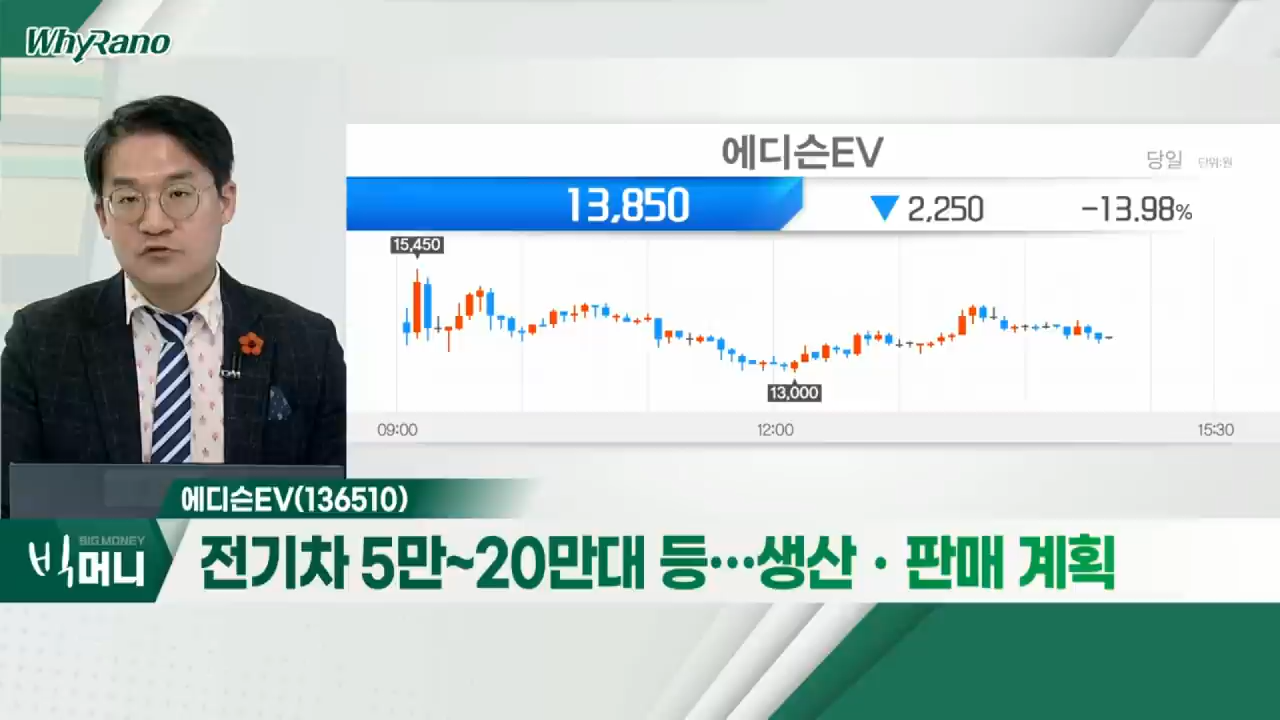 WhyRano
에디슨EV
당일 단위:원
13,850 ▼ 2,250 -13.98%
15,450
13,000
09:00 12:00 15:30
에디슨EV(136510)
BIG MONEY
빅머니
전기차 5만~20만대 등…생산·판매 계획